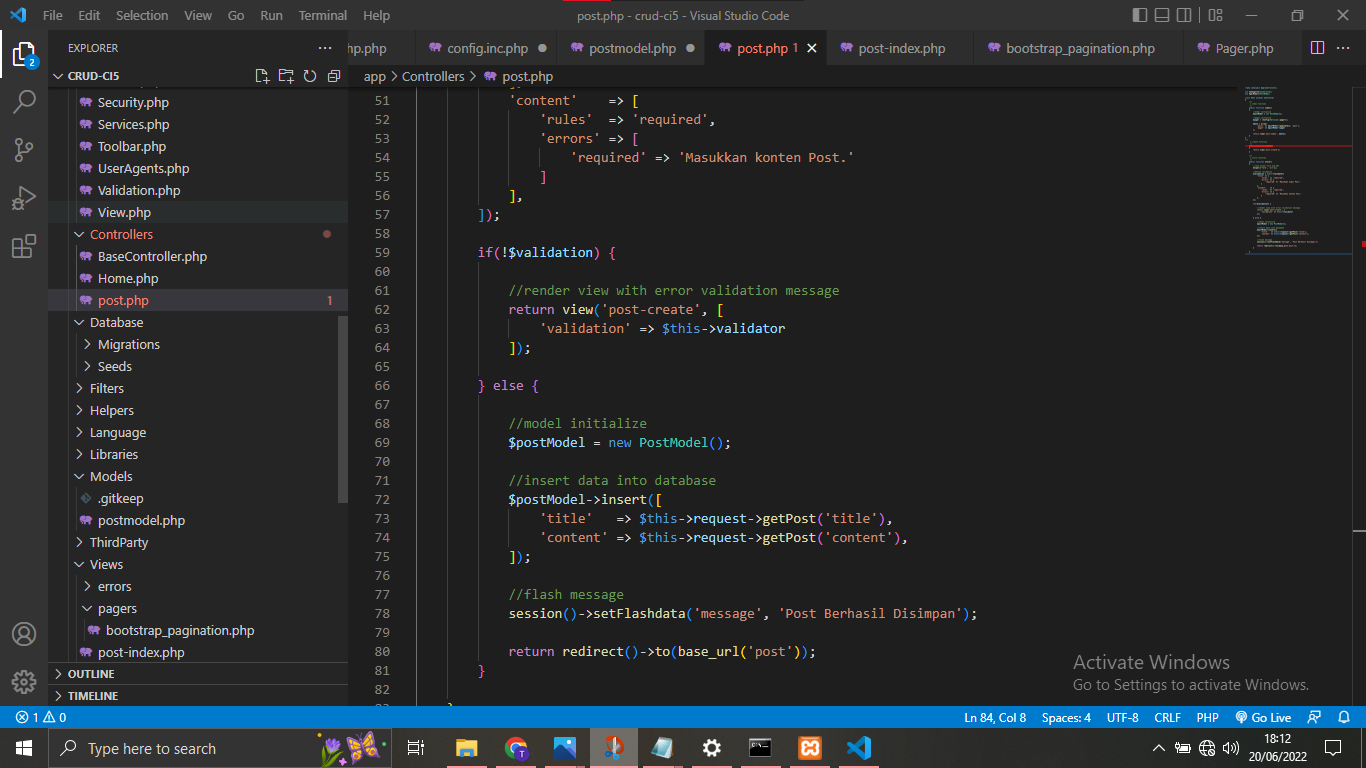 File Edit Selection View Go Run Terminal Help
post.php - crud-ci5 - Visual Studio Code
2
EXPLORER
hp.php
config.inc.php
postmodel.php
post.php 1
post-index.php
bootstrap_pagination.php
Pager.php
CRUD-CI5
app > Controllers > post.php
Security.php
Services.php
Toolbar.php
UserAgents.php
Validation.php
View.php
Controllers
BaseController.php
Home.php
post.php 1
Database
Migrations
Seeds
Filters
Helpers
Language
Libraries
Models
.gitkeep
postmodel.php
ThirdParty
Views
errors
pagers
bootstrap_pagination.php
post-index.php
OUTLINE
TIMELINE
51 'content' => [
52 'rules' => 'required',
53 'errors' => [
54 'required' => 'Masukkan konten Post.'
55 ]
56 ],
57 ]);
58
59 if(!$validation) {
60
61 //render view with error validation message
62 return view('post-create', [
63 'validation' => $this->validator
64 ]);
65
66 } else {
67
68 //model initialize
69 $postModel = new PostModel();
70
71 //insert data into database
72 $postModel->insert([
73 'title' => $this->request->getPost('title'),
74 'content' => $this->request->getPost('content'),
75 ]);
76
77 //flash message
78 session()->setFlashdata('message', 'Post Berhasil Disimpan');
79
80 return redirect()->to(base_url('post'));
81 }
82
Activate Windows
Go to Settings to activate Windows.
1 0
Ln 84, Col 8 Spaces: 4 UTF-8 CRLF PHP Go Live
Type here to search
18:12
20/06/2022